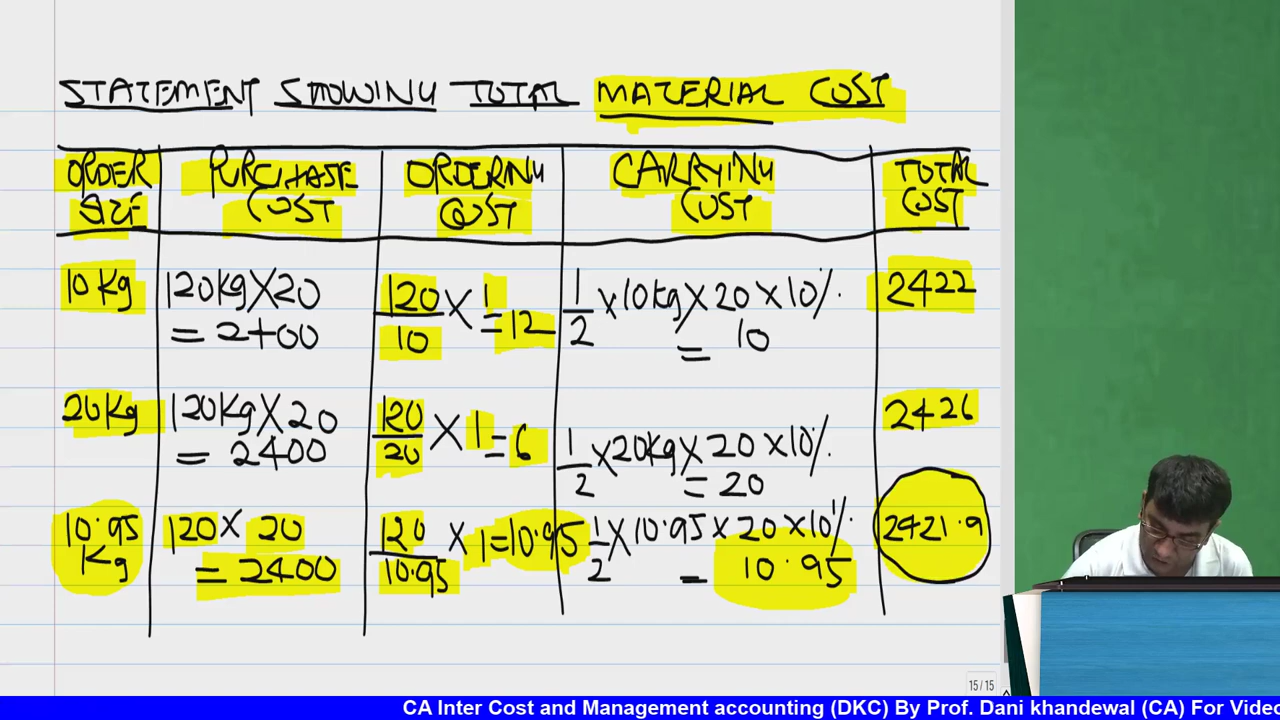 STATEMENT SHOWING TOTAL MATERIAL COST
ORDER SIZE
PURCHASE COST
ORDERING COST
CARRYING COST
TOTAL COST
10 Kg
120Kg X 20
= 2400
120/10 X 1 = 12
1/2 X 10 kg X 20 X 10%.
= 10
2422
20 Kg
120Kg X 20
= 2400
120/20 X 1 = 6
1/2 X 20Kg X 20 X 10%.
= 20
2426
10.95 Kg
120 X 20
= 2400
120/10.95 X 1 = 10.95
1/2 X 10.95 X 20 X 10%.
= 10.95
2421.9
15/15
CA Inter Cost and Management accounting (DKC) By Prof. Dani khandewal (CA) For Video